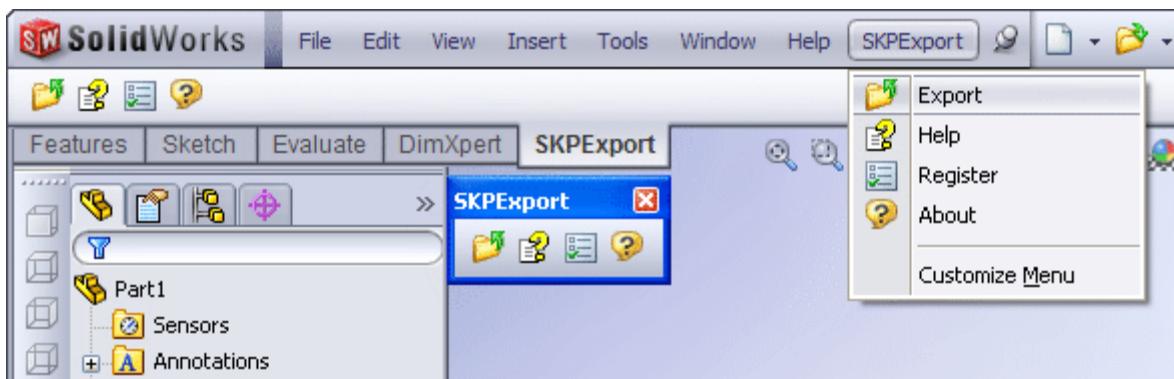 SW SolidWorks File Edit View Insert Tools Window Help SKPExport
Export
Features Sketch Evaluate DimXpert SKPExport
Help
Register
SKPExport
About
Customize Menu
Part1
Sensors
A Annotations